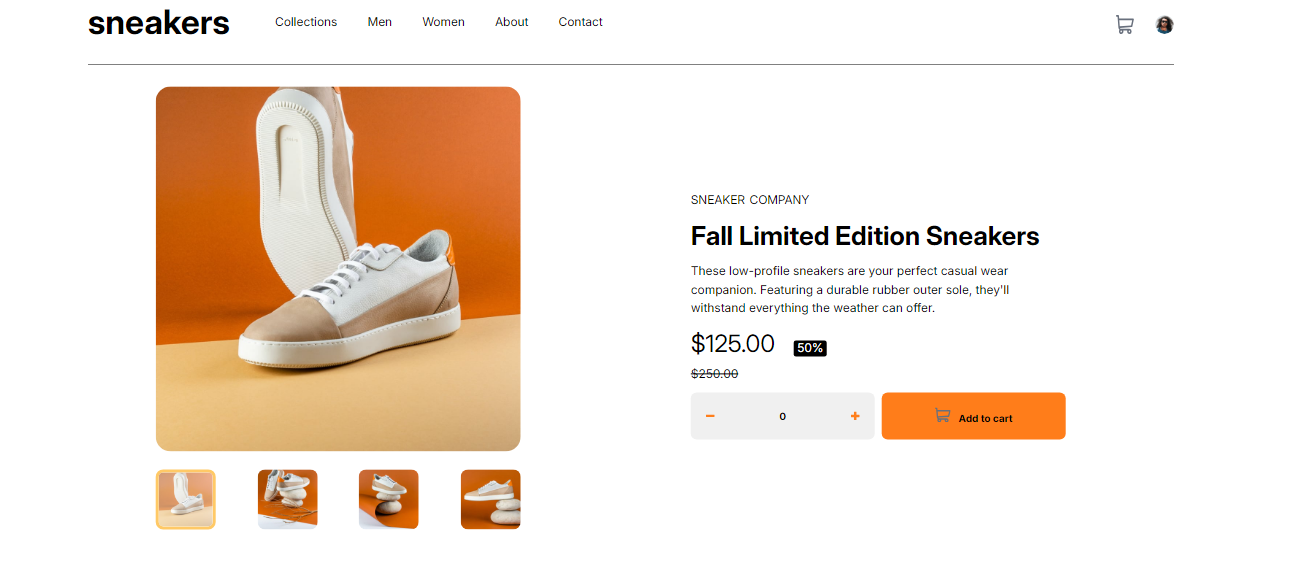 sneakers
Collections Men Women About Contact
SNEAKER COMPANY
Fall Limited Edition Sneakers
These low-profile sneakers are your perfect casual wear
companion. Featuring a durable rubber outer sole, they'll
withstand everything the weather can offer.
$125.00 50%
$250.00
0
Add to cart